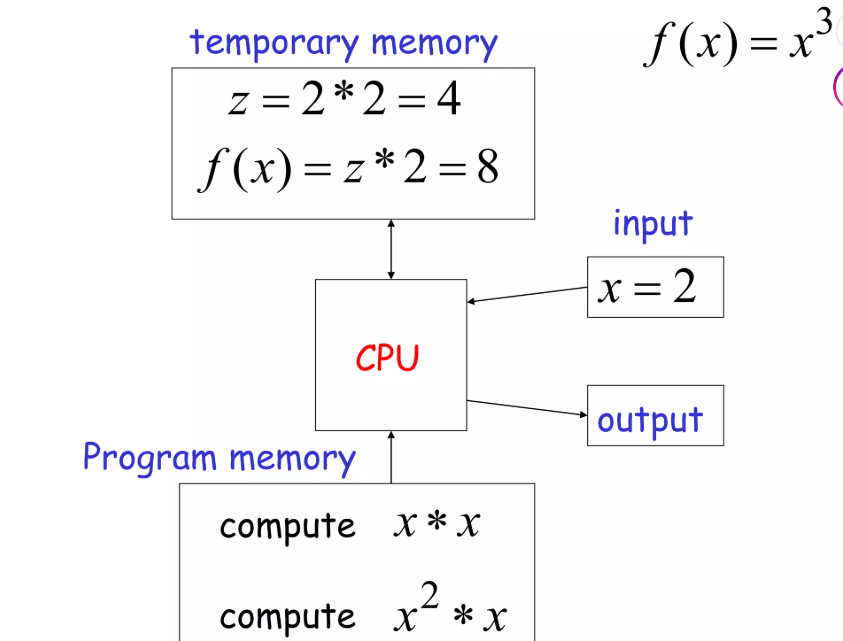 temporary memory
f(x) = x³
z = 2 * 2 = 4
f(x) = z * 2 = 8
input
x = 2
CPU
output
Program memory
compute x * x
compute x² * x